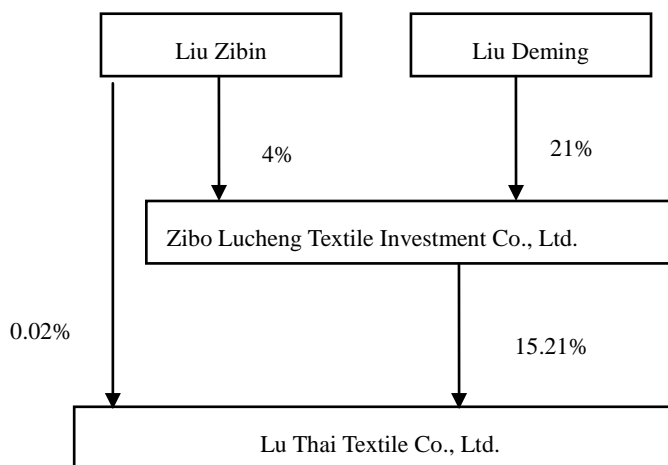 Liu Zibin
Liu Deming
4%
21%
Zibo Lucheng Textile Investment Co., Ltd.
0.02%
15.21%
Lu Thai Textile Co., Ltd.